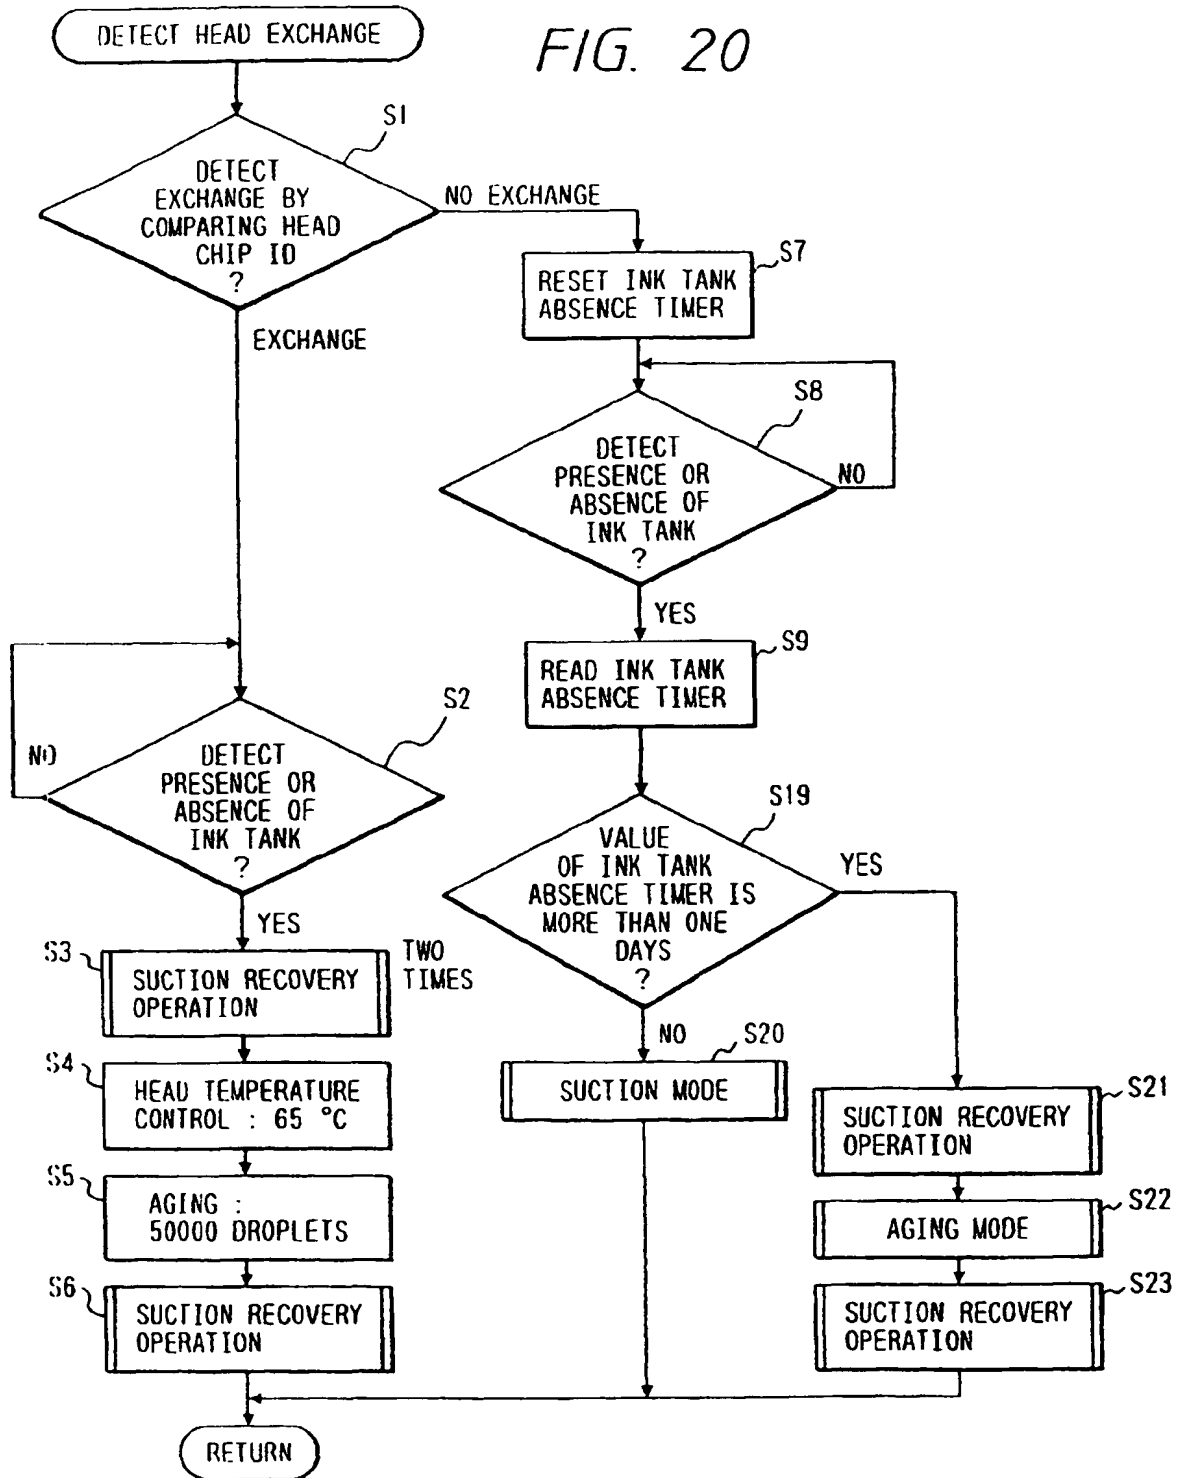 DETECT HEAD EXCHANGE
FIG. 20
S1
DETECT
EXCHANGE BY
COMPARING HEAD
CHIP ID
?
NO EXCHANGE
EXCHANGE
S7
RESET INK TANK
ABSENCE TIMER
S8
DETECT
PRESENCE OR
ABSENCE OF
INK TANK
?
NO
YES
S9
READ INK TANK
ABSENCE TIMER
S2
DETECT
PRESENCE OR
ABSENCE OF
INK TANK
?
NO
YES
S19
VALUE
OF INK TANK
ABSENCE TIMER IS
MORE THAN ONE
DAYS
?
YES
NO
S3
SUCTION RECOVERY
OPERATION
TWO
TIMES
S4
HEAD TEMPERATURE
CONTROL : 65 °C
S5
AGING :
50000 DROPLETS
S6
SUCTION RECOVERY
OPERATION
S20
SUCTION MODE
S21
SUCTION RECOVERY
OPERATION
S22
AGING MODE
S23
SUCTION RECOVERY
OPERATION
RETURN